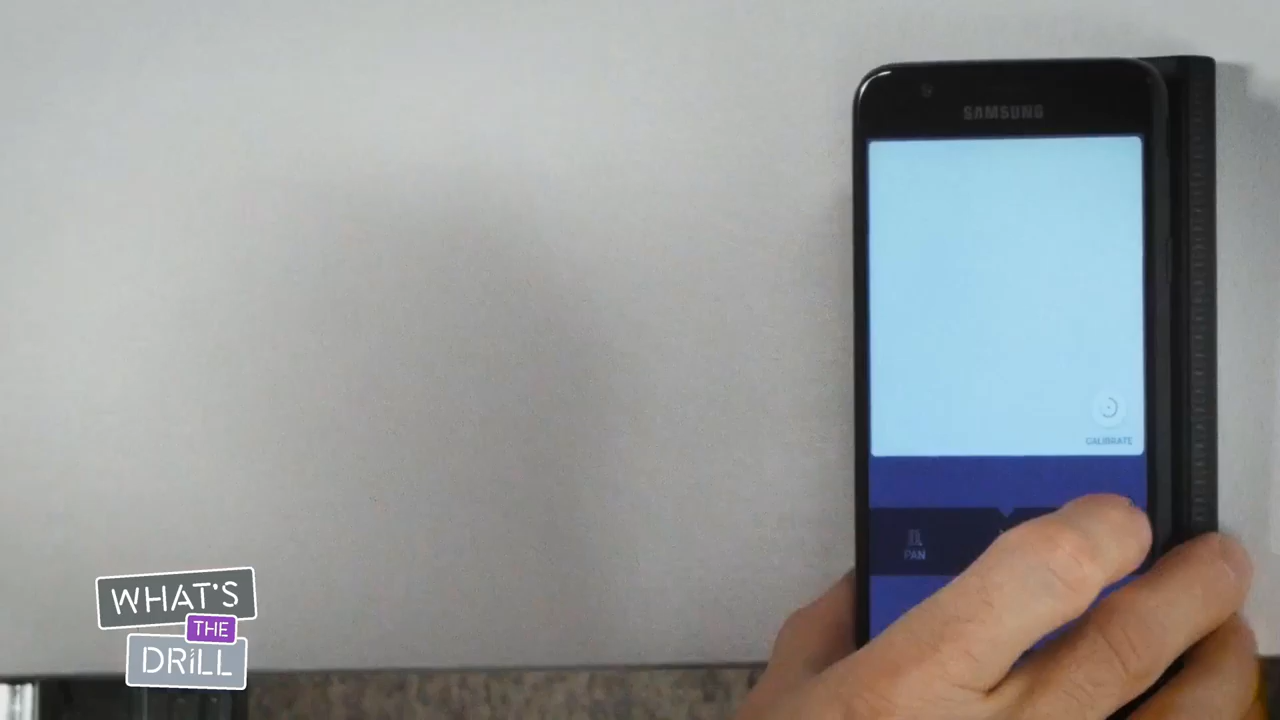 SAMSUNG
CALIBRATE
PAN
WHAT'S
THE
DRiLL